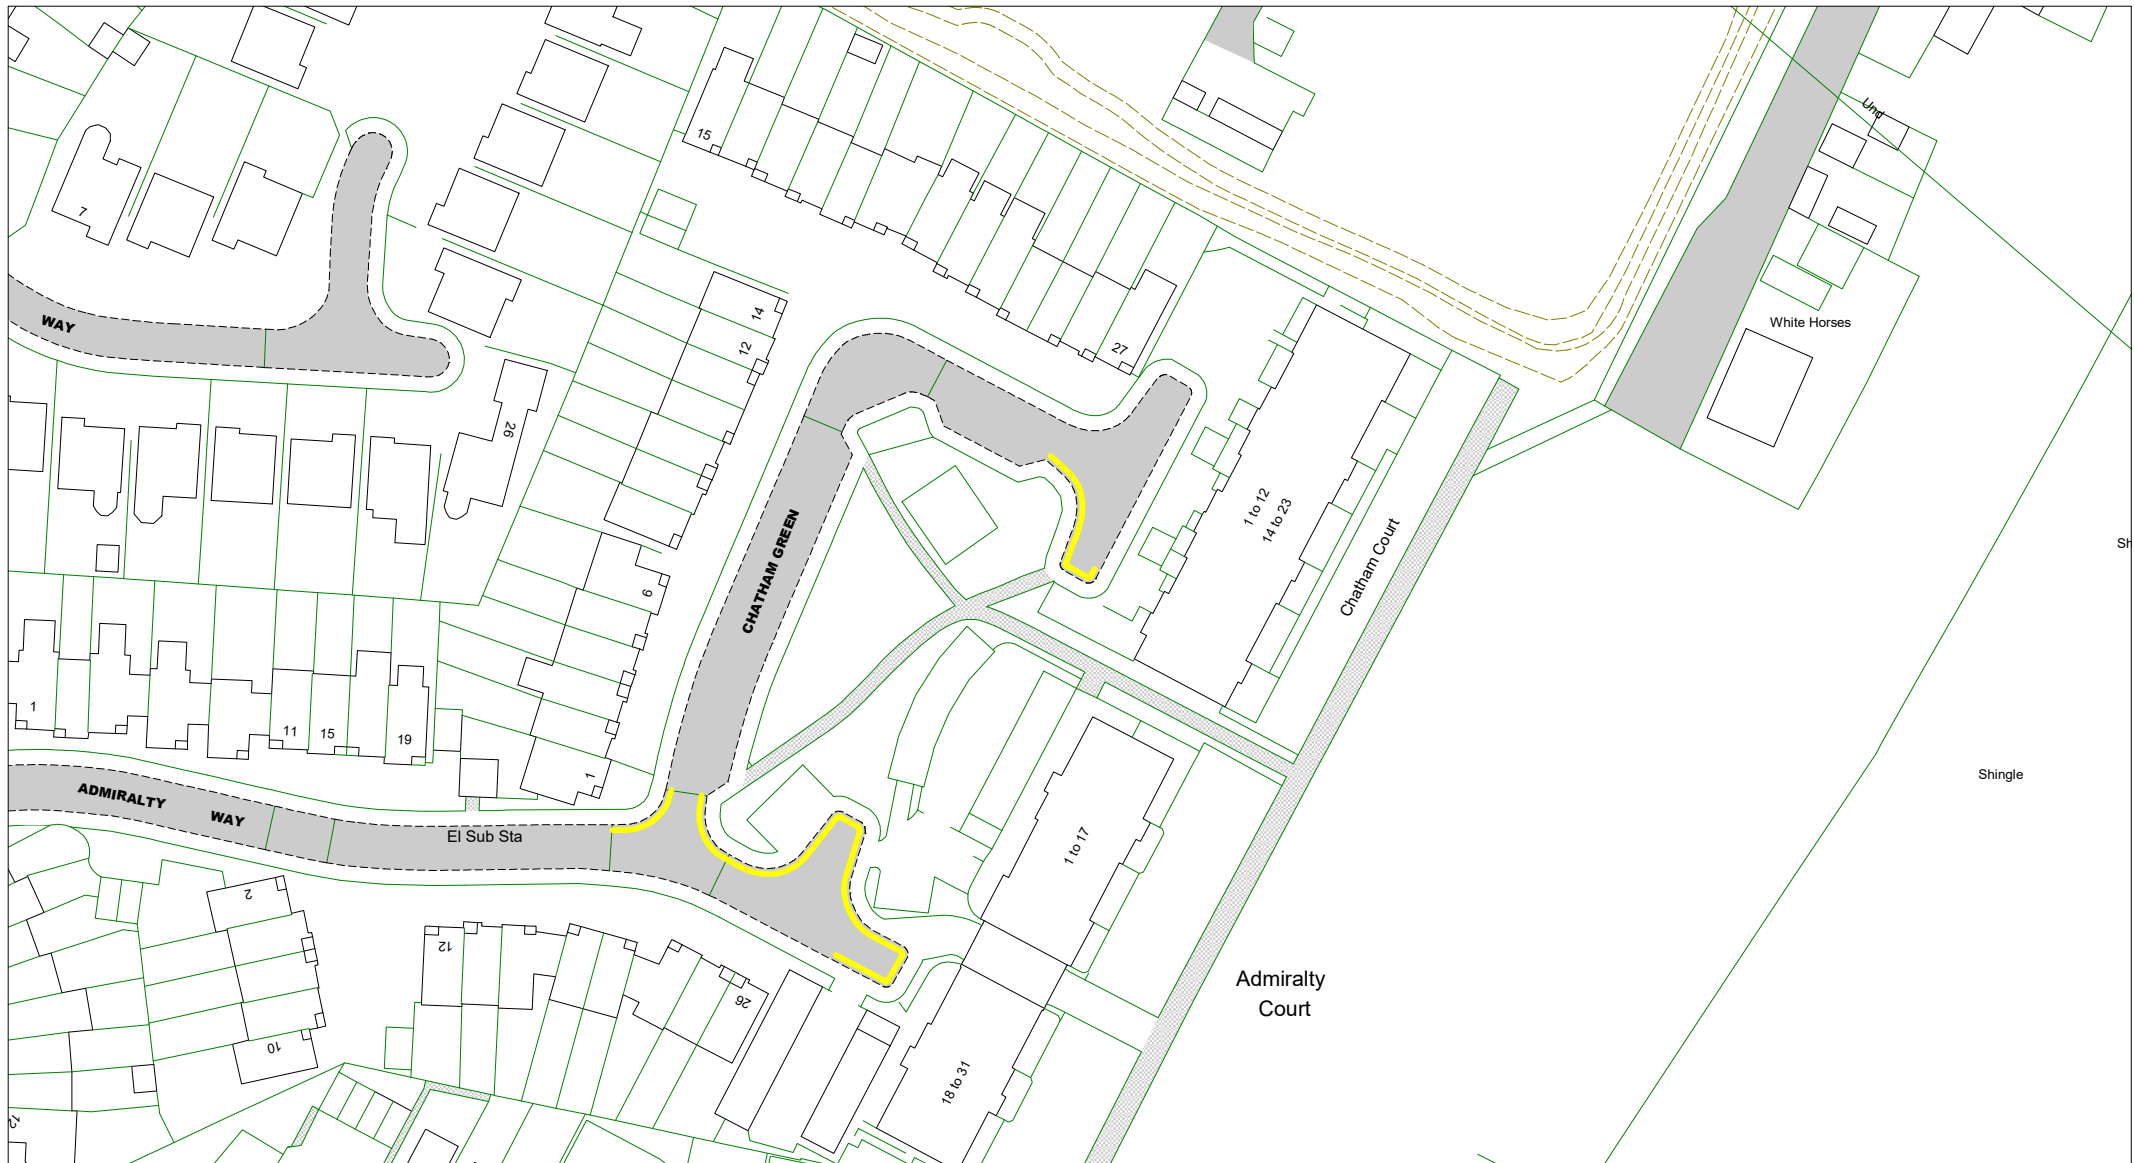 15
Und
7
14
WAY
White Horses
12
27
26
1 to 12
14 to 23
Sh
CHATHAM GREEN
Chatham Court
6
1
11
15
19
1
Shingle
ADMIRALTY
WAY
El Sub Sta
1 to 17
2
12
26
Admiralty
Court
10
18 to 31
12